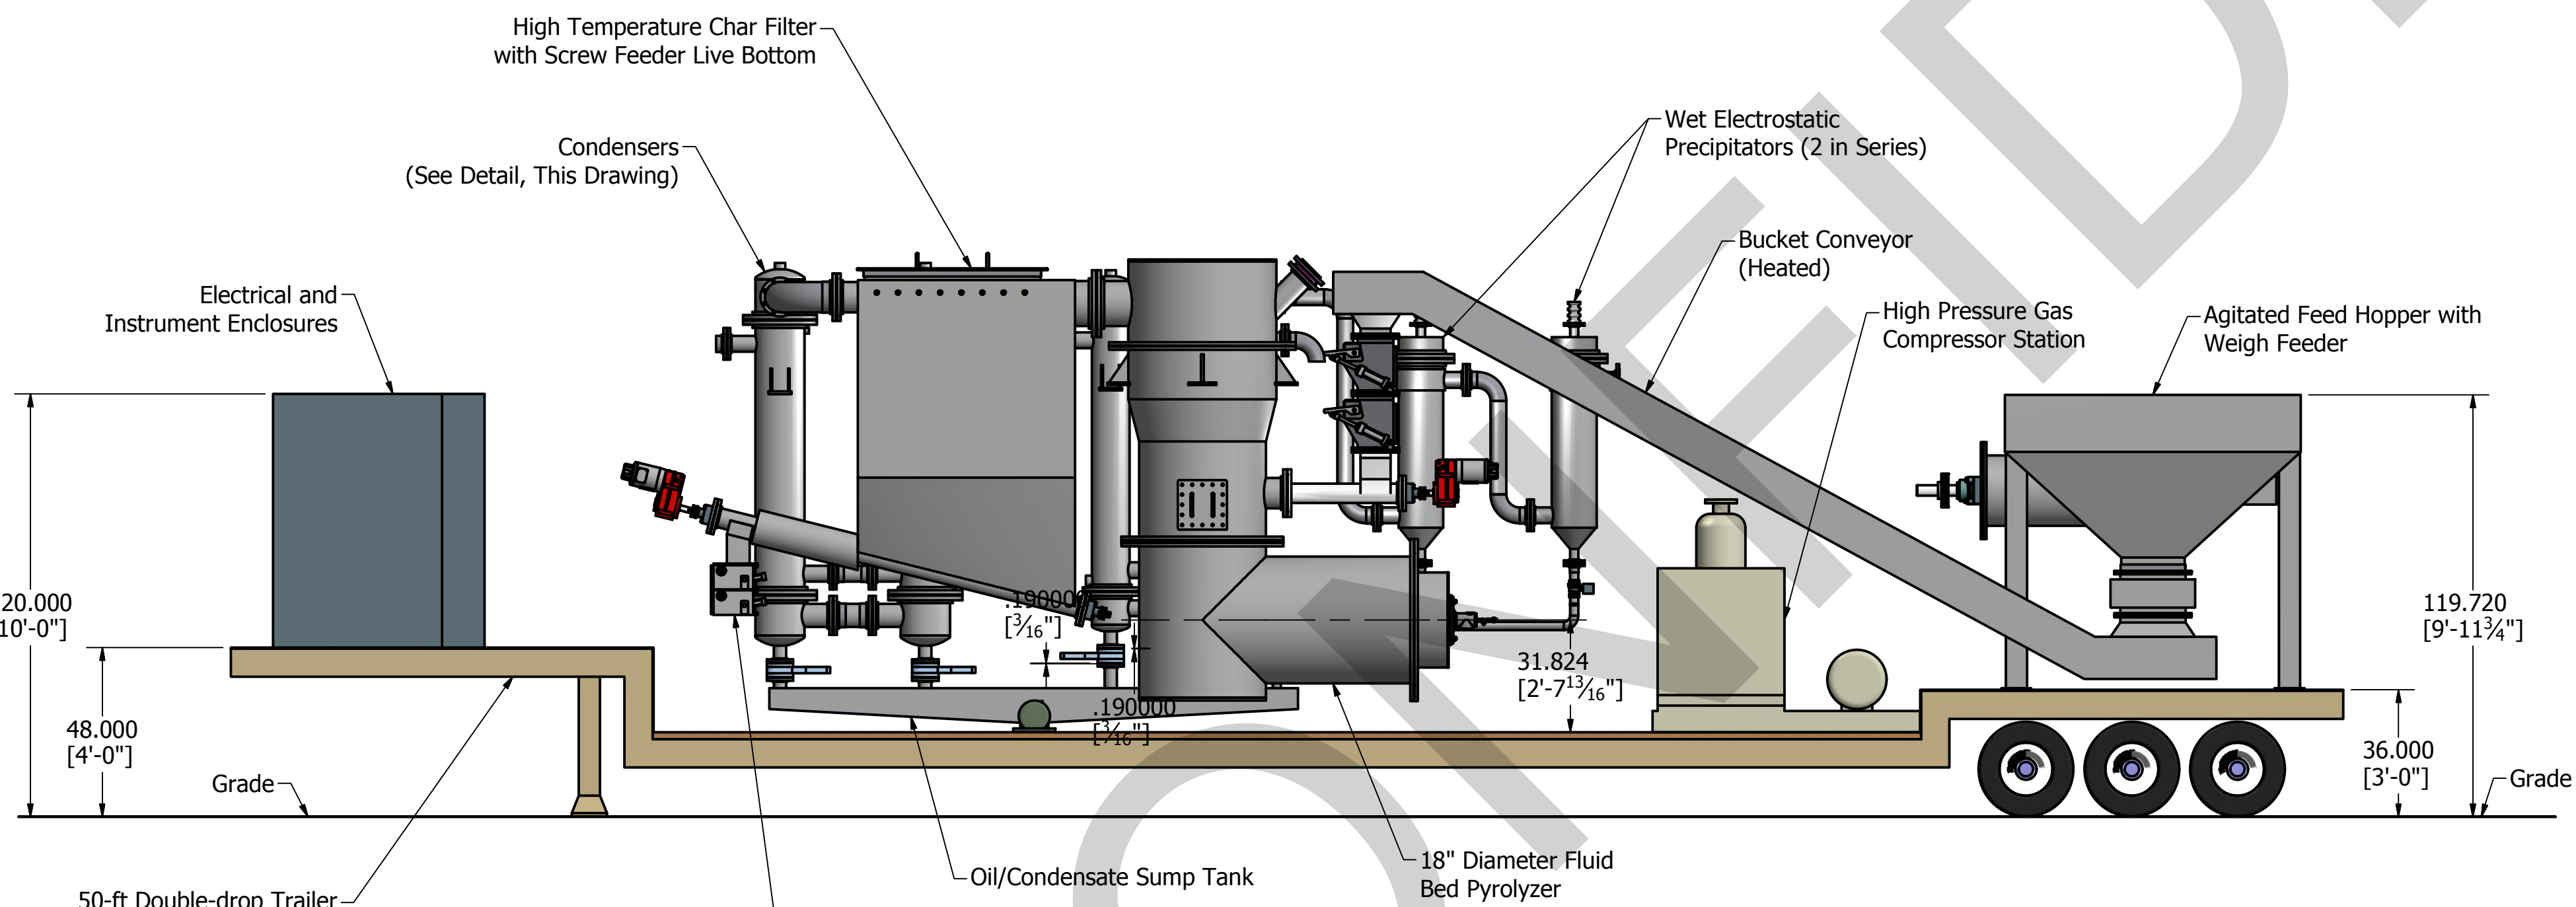 High Temperature Char Filter
with Screw Feeder Live Bottom
Condensers
(See Detail, This Drawing)
Wet Electrostatic
Precipitators (2 in Series)
Bucket Conveyor
(Heated)
Electrical and
Instrument Enclosures
High Pressure Gas
Compressor Station
Agitated Feed Hopper with
Weigh Feeder
20.000
10'-0"]
48.000
[4'-0"]
Grade
.190000
[3⁄16"]
.190000
[3⁄16"]
31.824
[2'-7 13⁄16"]
119.720
[9'-11 3⁄4"]
36.000
[3'-0"]
Grade
50-ft Double-drop Trailer
Oil/Condensate Sump Tank
18" Diameter Fluid
Bed Pyrolyzer